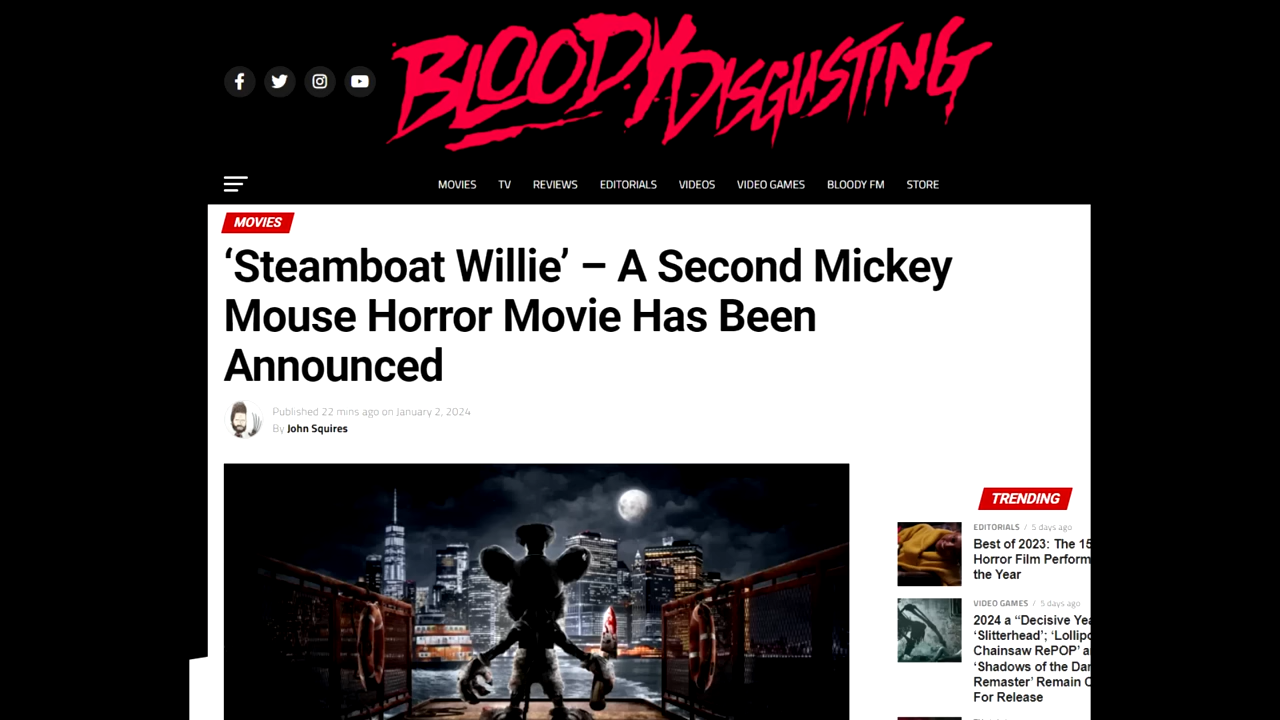 BLOODY DISGUSTING
MOVIES TV REVIEWS EDITORIALS VIDEOS VIDEO GAMES BLOODY FM STORE
MOVIES
‘Steamboat Willie’ – A Second Mickey
Mouse Horror Movie Has Been
Announced
Published 22 mins ago on January 2, 2024
By John Squires
TRENDING
EDITORIALS / 5 days ago
Best of 2023: The 15
Horror Film Perform
the Year
VIDEO GAMES / 5 days ago
2024 a “Decisive Yea
‘Slitterhead’; ‘Lollipo
Chainsaw RePOP’ a
‘Shadows of the Da
Remaster’ Remain
For Release